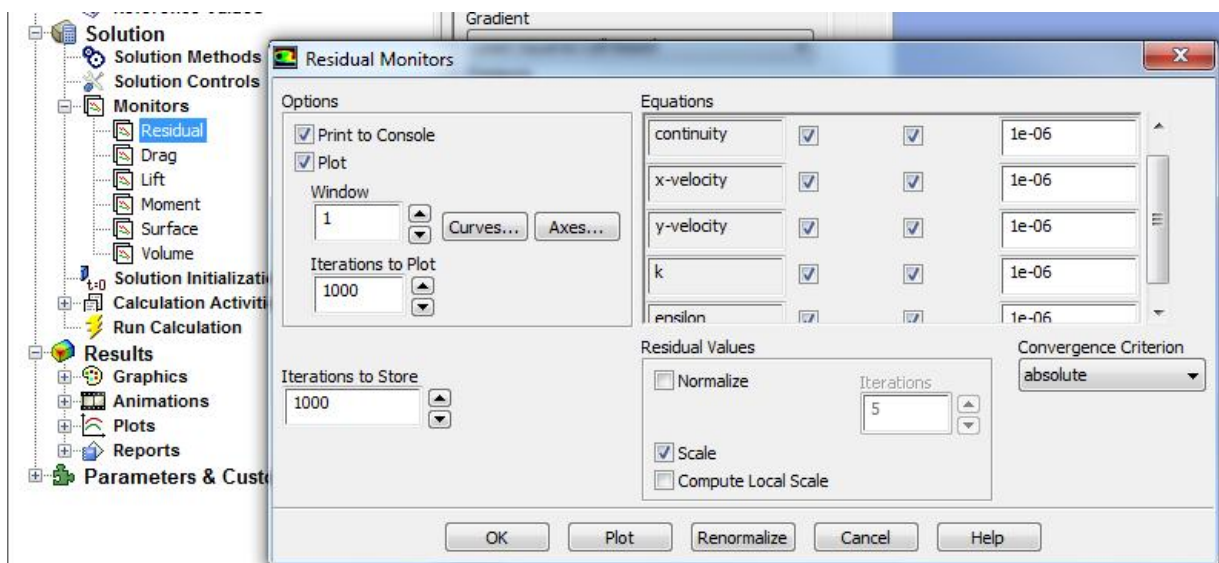 Gradient
Solution
Solution Methods
Solution Controls
Monitors
Residual
Drag
Lift
Moment
Surface
Volume
t=0 Solution Initializati
Calculation Activiti
Run Calculation
Results
Graphics
Animations
Plots
Reports
Parameters & Custo
Residual Monitors
X
Options
Print to Console
Plot
Window
1
Curves... Axes...
Iterations to Plot
1000
Iterations to Store
1000
Equations
continuity 1e-06
x-velocity 1e-06
y-velocity 1e-06
k 1e-06
epsilon 1e-06
Residual Values
Normalize
Iterations
5
Scale
Compute Local Scale
Convergence Criterion
absolute
OK Plot Renormalize Cancel Help